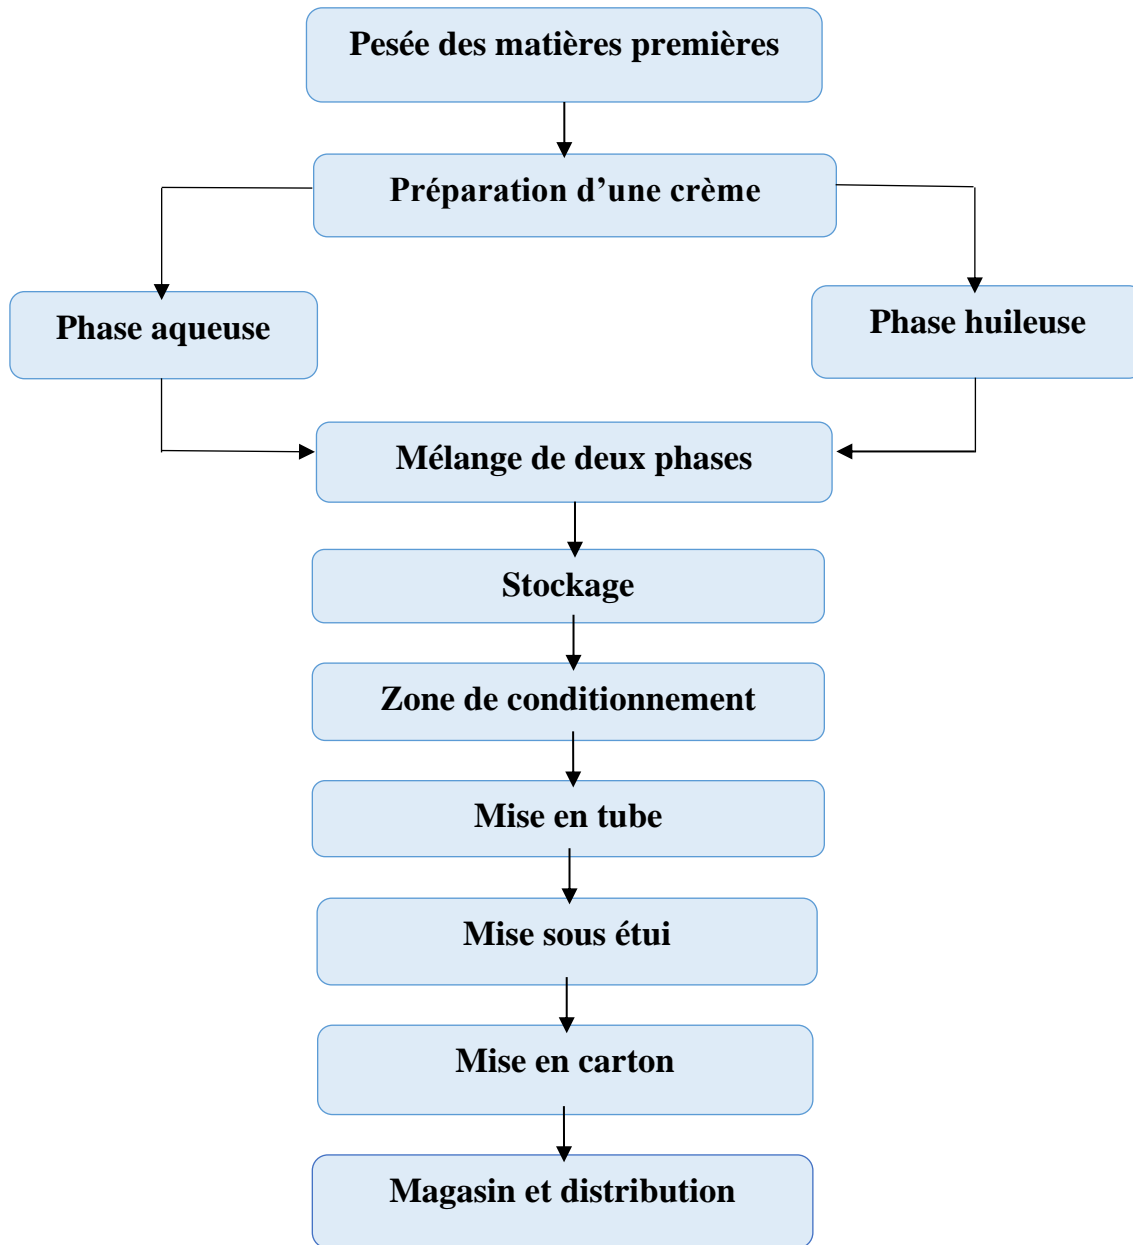 Pesée des matières premières
Préparation d’une crème
Phase aqueuse
Phase huileuse
Mélange de deux phases
Stockage
Zone de conditionnement
Mise en tube
Mise sous étui
Mise en carton
Magasin et distribution